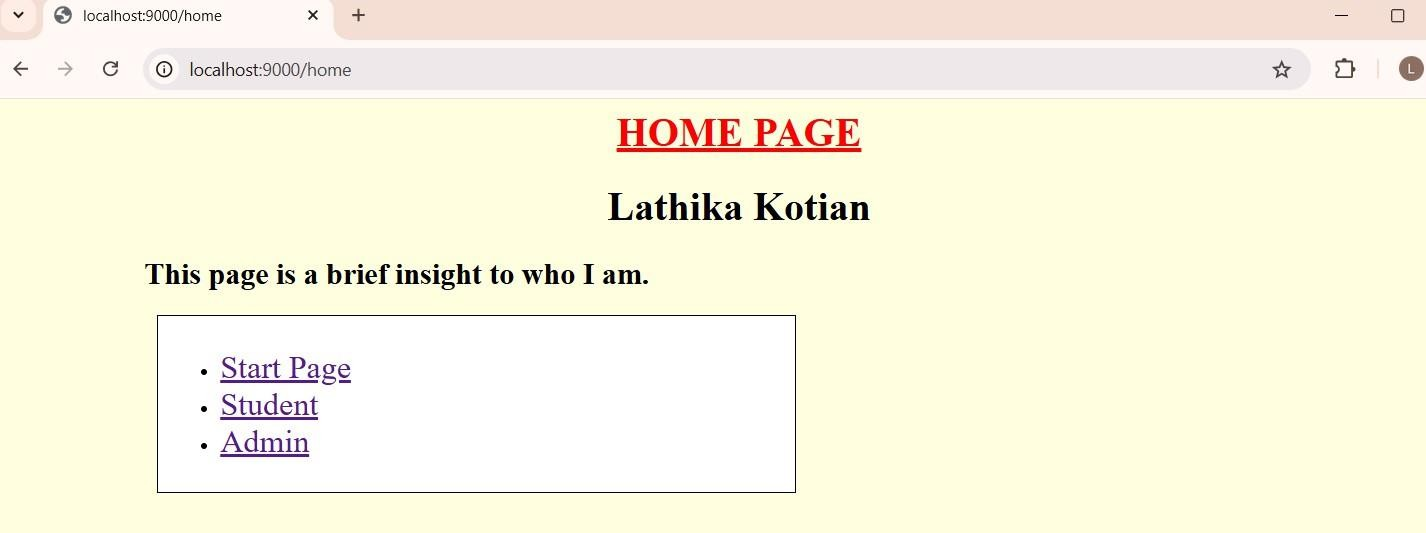 localhost:9000/home
localhost:9000/home
L
HOME PAGE
Lathika Kotian
This page is a brief insight to who I am.
Start Page
Student
Admin